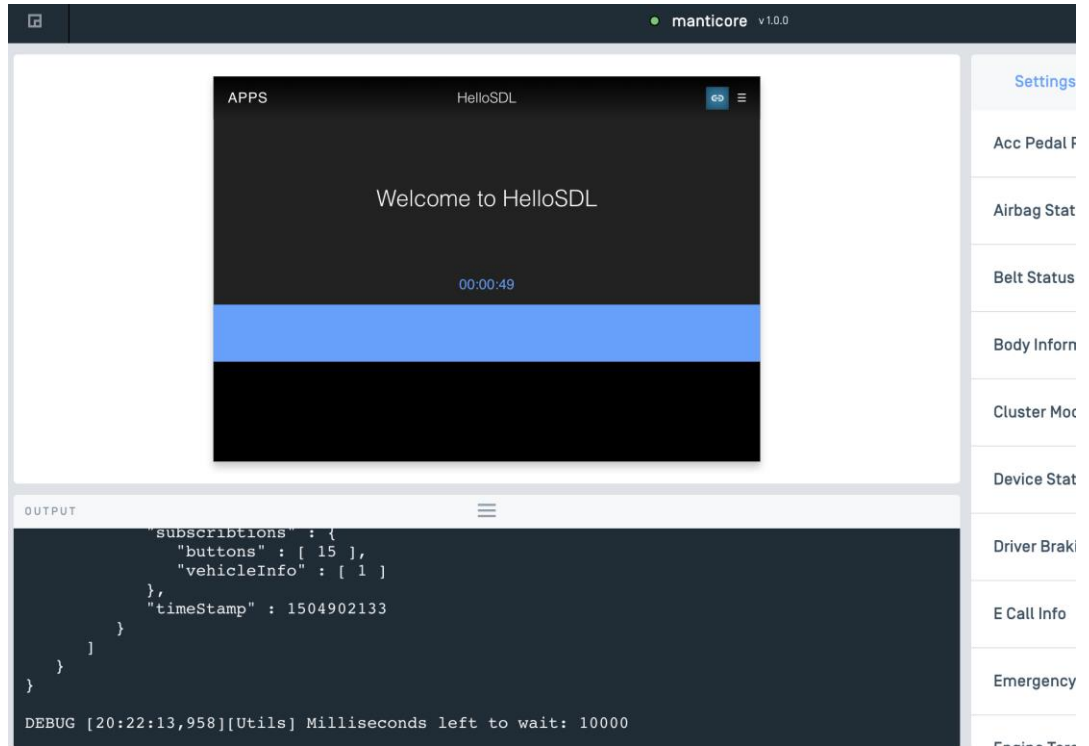 manticore v 1.0.0
APPS HelloSDL
Welcome to HelloSDL
00:00:49
OUTPUT
"subscribtions" : {
"buttons" : [ 15 ],
"vehicleInfo" : [ 1 ]
},
"timeStamp" : 1504902133
}
]
}
}
DEBUG [20:22:13,958][Utils] Milliseconds left to wait: 10000
Settings
Acc Pedal
Airbag Stat
Belt Status
Body Inform
Cluster Mod
Device Stat
Driver Braki
E Call Info
Emergency